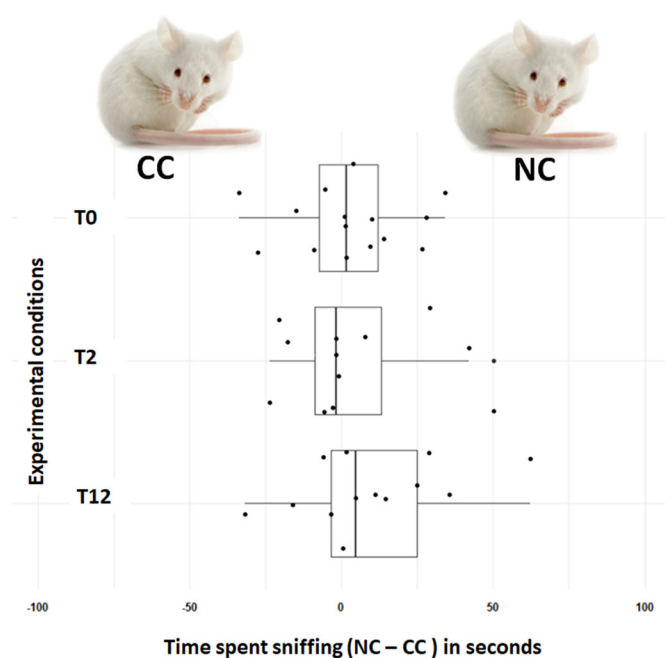 CC
NC
T0
T2
T12
Experimental conditions
-100
-50
0
50
100
Time spent sniffing (NC – CC ) in seconds